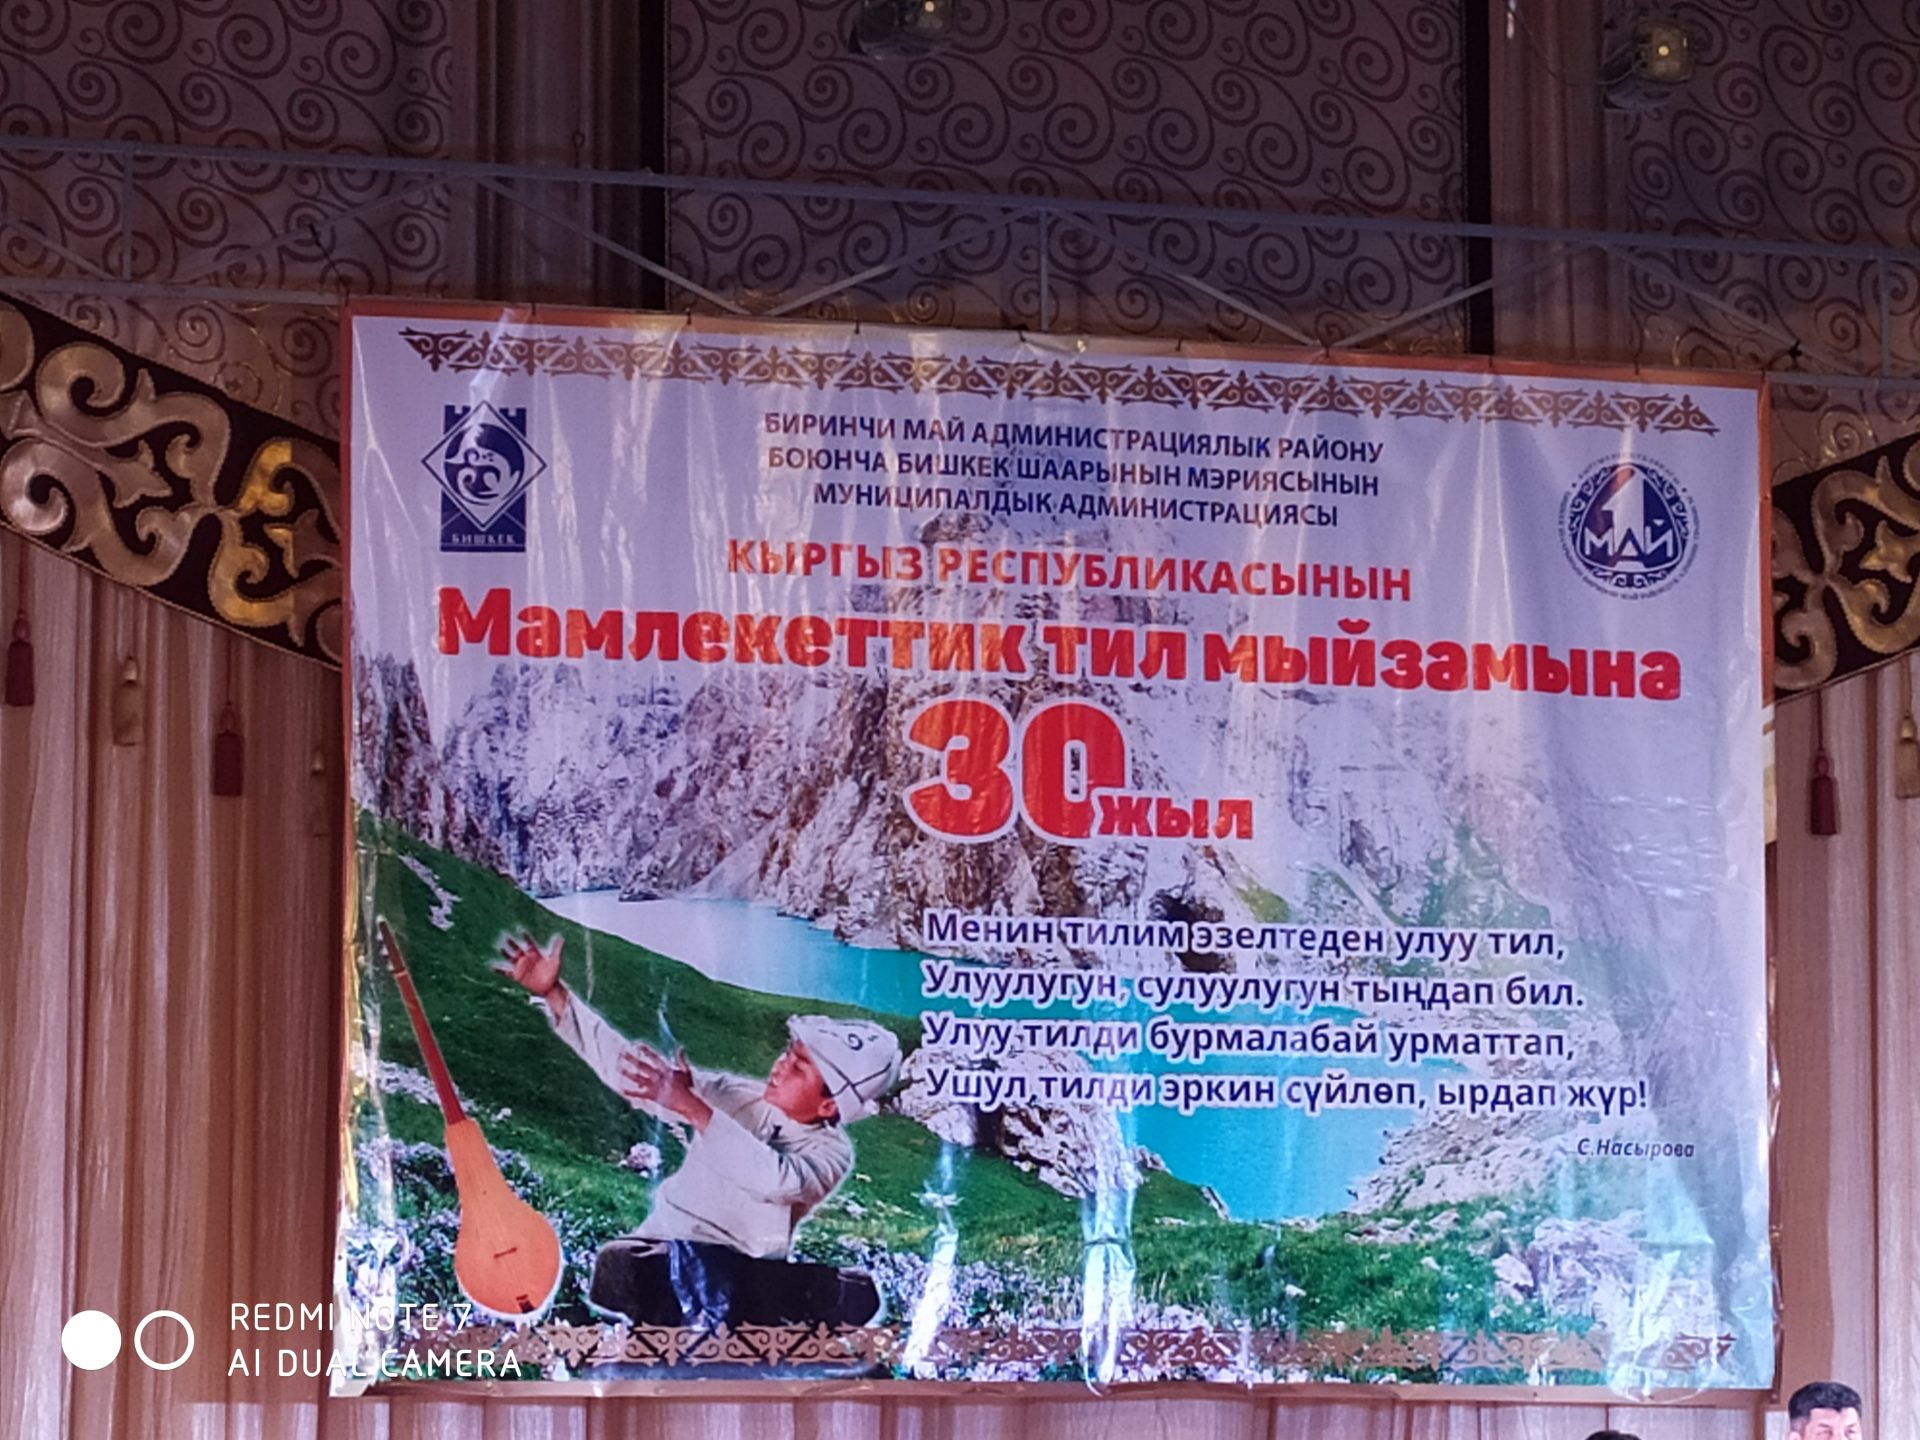 БИРИНЧИ МАЙ АДМИНИСТРАЦИЯЛЫК РАЙОНУ
БОЮНЧА БИШКЕК ШААРЫНЫН МЭРИЯСЫНЫН
МУНИЦИПАЛДЫК АДМИНИСТРАЦИЯСЫ
БИШКЕК
1 МАЙ
КЫРГЫЗ РЕСПУБЛИКАСЫНЫН
Мамлекеттик тил мыйзамына
30 жыл
Менин тилим эзелтеден улуу тил,
Улуулугун, сулуулугун тыңдап бил.
Улуу тилди бурмалабай урматтап,
Ушул тилди эркин сүйлөп, ырдап жүр!
С.Насырова
REDMI NOTE 7
AI DUAL CAMERA